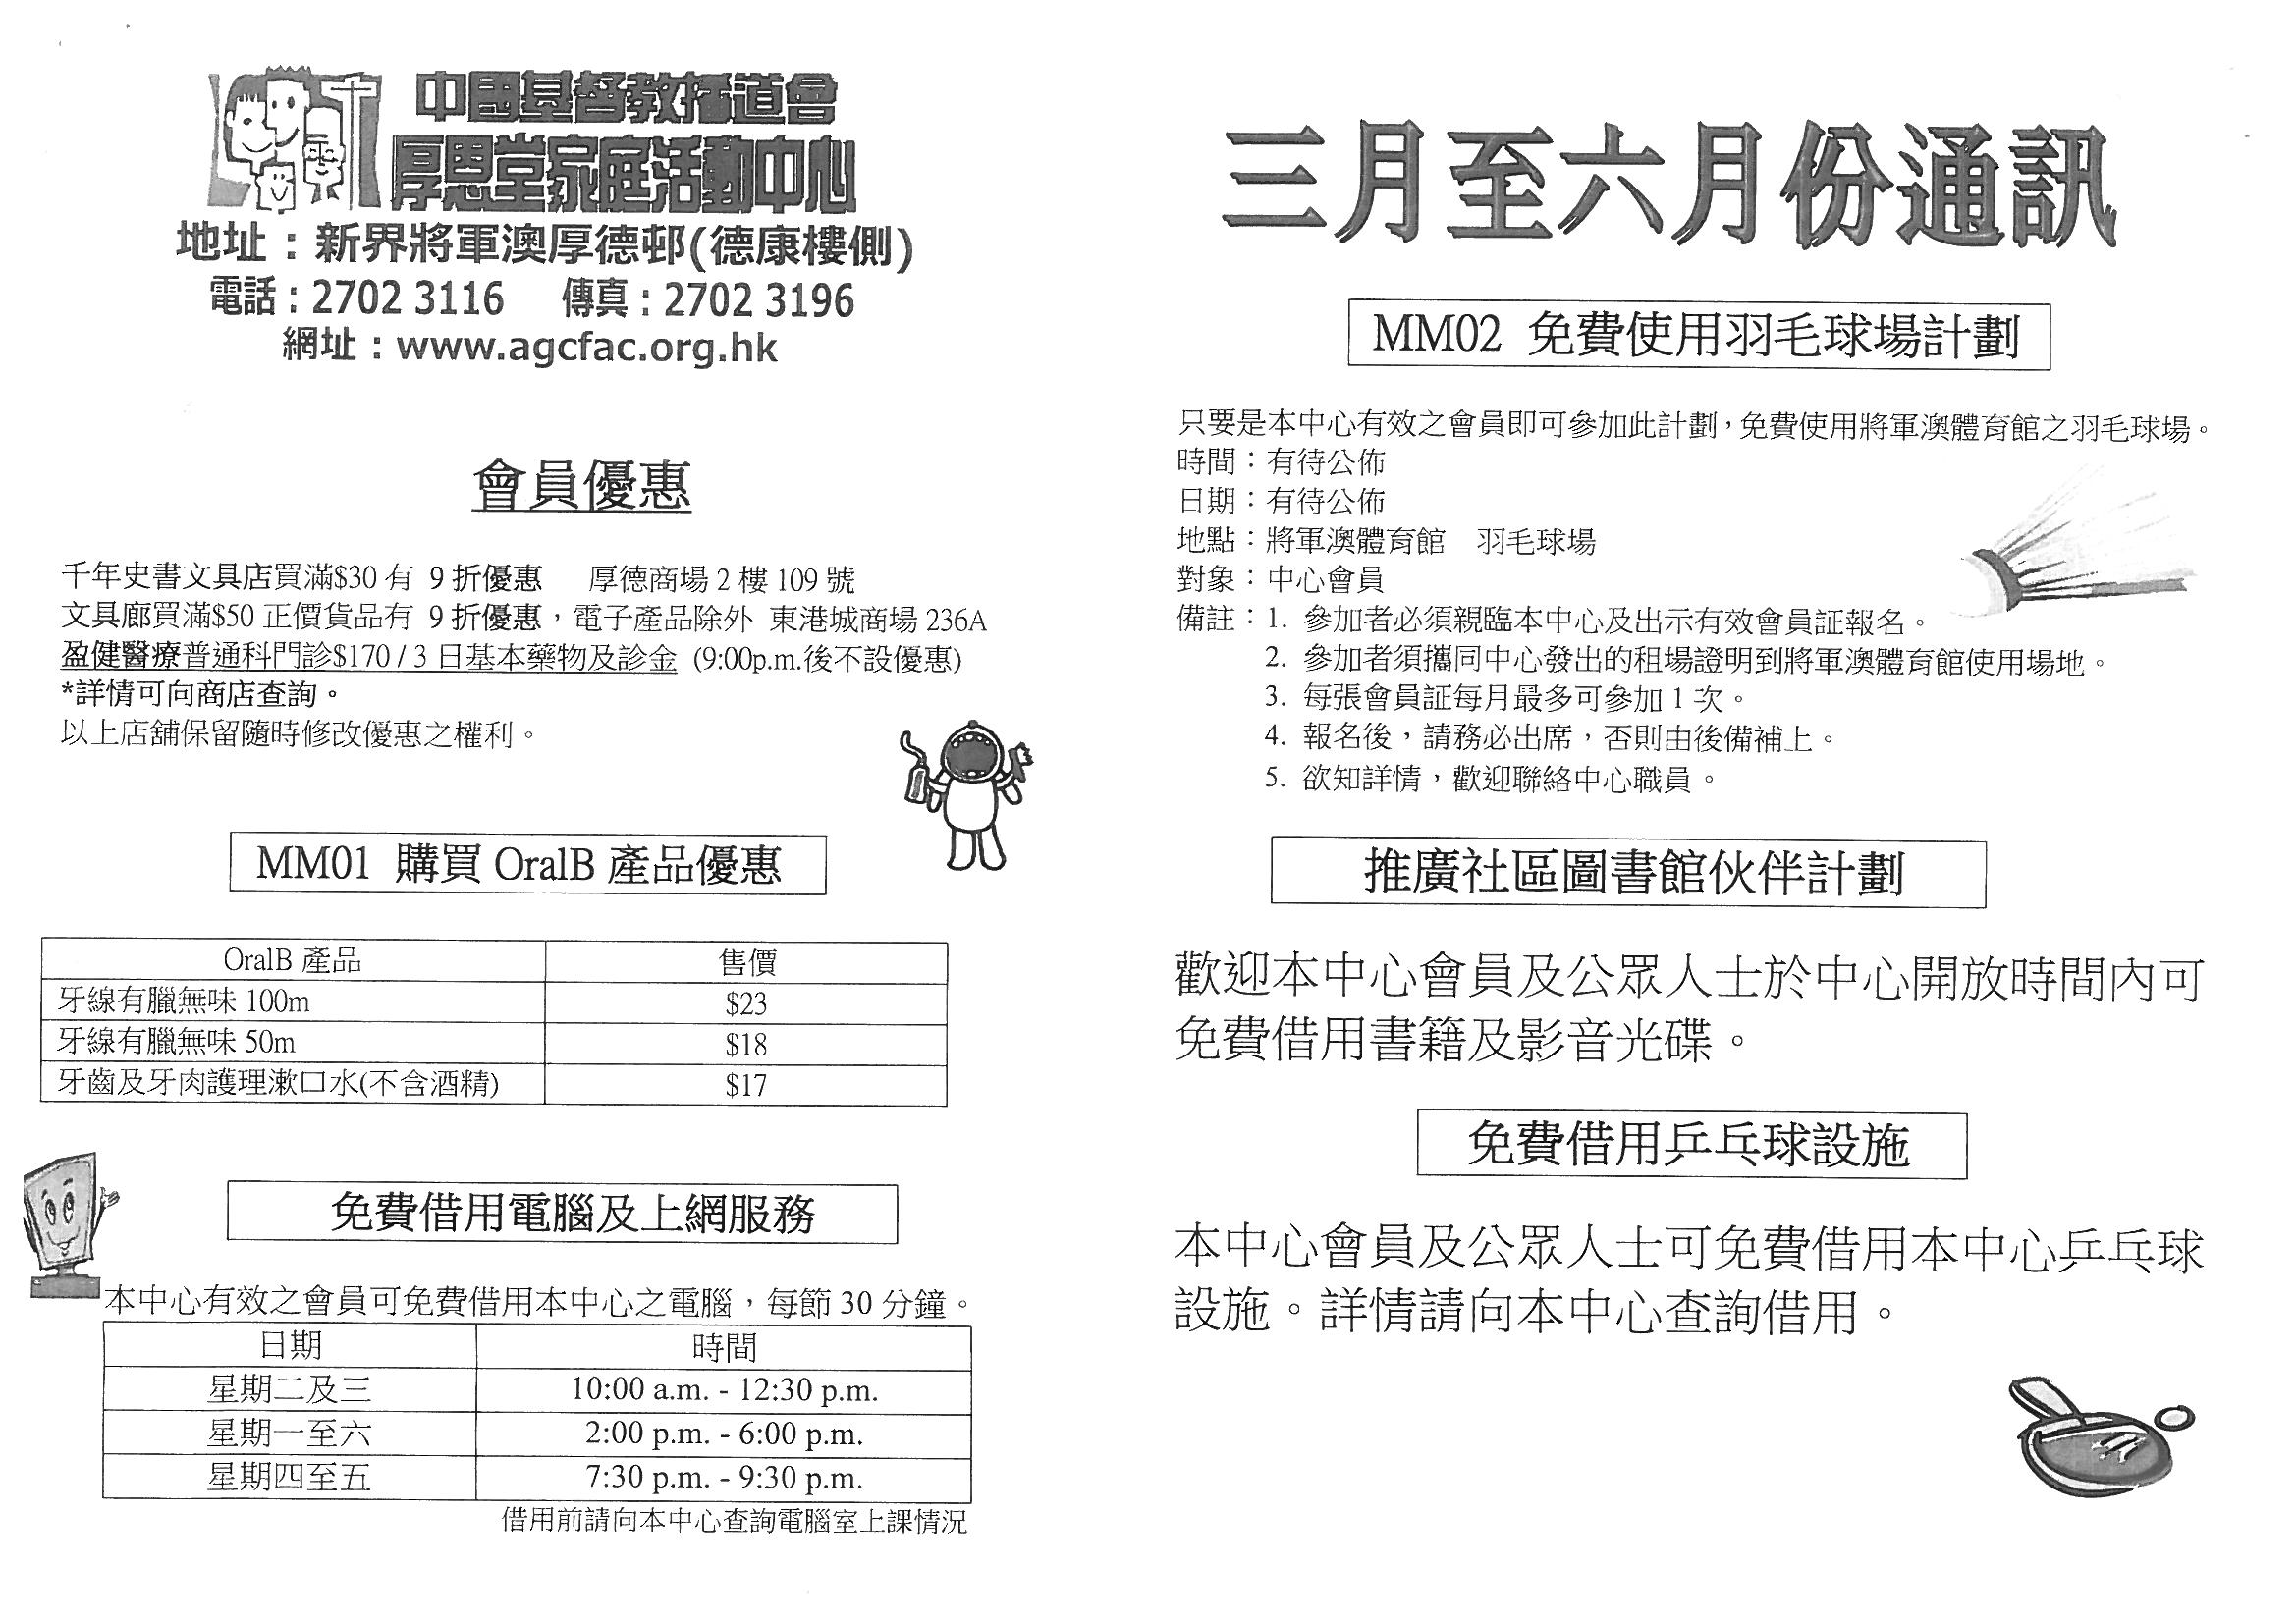 中國基督教播道會
厚恩堂家庭活動中心
地址：新界將軍澳厚德邨(德康樓側)
電話：2702 3116　傳真：2702 3196
網址：www.agcfac.org.hk
會員優惠
千年史書文具店買滿$30 有 9 折優惠　厚德商場 2 樓 109 號
文具廊買滿$50 正價貨品有 9 折優惠，電子產品除外 東港城商場 236A
盈健醫療普通科門診$170 / 3 日基本藥物及診金 (9:00p.m.後不設優惠)
*詳情可向商店查詢。
以上店舖保留隨時修改優惠之權利。
MM01 購買 OralB 產品優惠
OralB 產品 售價
牙線有臘無味 100m $23
牙線有臘無味 50m $18
牙齒及牙肉護理漱口水(不含酒精) $17
免費借用電腦及上網服務
本中心有效之會員可免費借用本中心之電腦，每節 30 分鐘。
日期 時間
星期二及三 10:00 a.m. - 12:30 p.m.
星期一至六 2:00 p.m. - 6:00 p.m.
星期四至五 7:30 p.m. - 9:30 p.m.
借用前請向本中心查詢電腦室上課情況
三月至六月份通訊
MM02 免費使用羽毛球場計劃
只要是本中心有效之會員即可參加此計劃，免費使用將軍澳體育館之羽毛球場。
時間：有待公佈
日期：有待公佈
地點：將軍澳體育館　羽毛球場
對象：中心會員
備註：1. 參加者必須親臨本中心及出示有效會員証報名。
2. 參加者須攜同中心發出的租場證明到將軍澳體育館使用場地。
3. 每張會員証每月最多可參加 1 次。
4. 報名後，請務必出席，否則由後備補上。
5. 欲知詳情，歡迎聯絡中心職員。
推廣社區圖書館伙伴計劃
歡迎本中心會員及公眾人士於中心開放時間內可
免費借用書籍及影音光碟。
免費借用乒乓球設施
本中心會員及公眾人士可免費借用本中心乒乓球
設施。詳情請向本中心查詢借用。